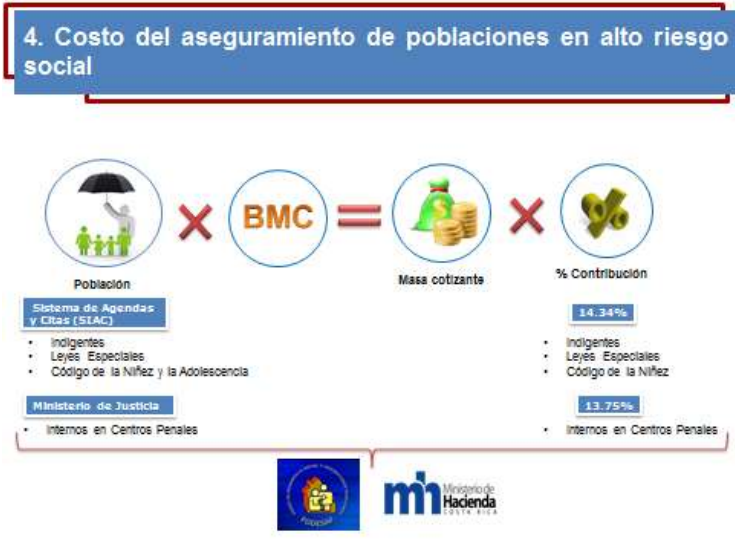 4. Costo del aseguramiento de poblaciones en alto riesgo
social
BMC
Población
Masa cotizante
% Contribución
Sistema de Agendas
y Citas (SIAC)
14.34%
• Indigentes
• Leyes Especiales
• Código de la Niñez y la Adolescencia
• Indigentes
• Leyes Especiales
• Código de la Niñez
Ministerio de Justicia
13.75%
• Internos en Centros Penales
• Internos en Centros Penales
Ministerio de
Hacienda
COSTA RICA